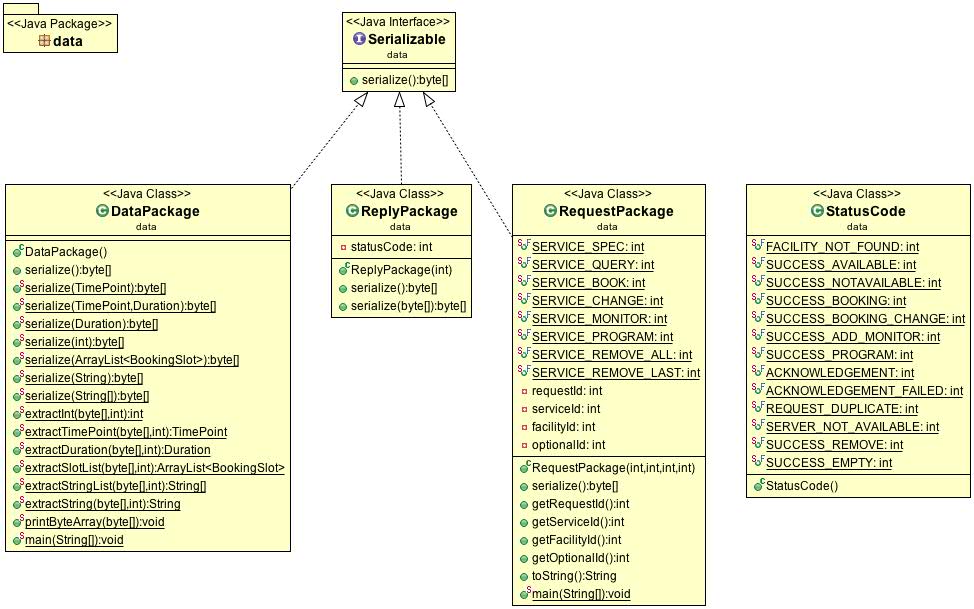 <<Java Package>>
data
<<Java Interface>>
Serializable
data
serialize():byte[]
<<Java Class>>
DataPackage
data
DataPackage()
serialize():byte[]
serialize(TimePoint):byte[]
serialize(TimePoint,Duration):byte[]
serialize(Duration):byte[]
serialize(int):byte[]
serialize(ArrayList<BookingSlot>):byte[]
serialize(String):byte[]
serialize(String[]):byte[]
extractInt(byte[],int):int
extractTimePoint(byte[],int):TimePoint
extractDuration(byte[],int):Duration
extractSlotList(byte[],int):ArrayList<BookingSlot>
extractStringList(byte[],int):String[]
extractString(byte[],int):String
printByteArray(byte[]):void
main(String[]):void
<<Java Class>>
ReplyPackage
data
statusCode: int
ReplyPackage(int)
serialize():byte[]
serialize(byte[]):byte[]
<<Java Class>>
RequestPackage
data
SERVICE_SPEC: int
SERVICE_QUERY: int
SERVICE_BOOK: int
SERVICE_CHANGE: int
SERVICE_MONITOR: int
SERVICE_PROGRAM: int
SERVICE_REMOVE_ALL: int
SERVICE_REMOVE_LAST: int
requestId: int
serviceId: int
facilityId: int
optionalId: int
RequestPackage(int,int,int,int)
serialize():byte[]
getRequestId():int
getServiceId():int
getFacilityId():int
getOptionalId():int
toString():String
main(String[]):void
<<Java Class>>
StatusCode
data
FACILITY_NOT_FOUND: int
SUCCESS_AVAILABLE: int
SUCCESS_NOTAVAILABLE: int
SUCCESS_BOOKING: int
SUCCESS_BOOKING_CHANGE: int
SUCCESS_ADD_MONITOR: int
SUCCESS_PROGRAM: int
ACKNOWLEDGEMENT: int
ACKNOWLEDGEMENT_FAILED: int
REQUEST_DUPLICATE: int
SERVER_NOT_AVAILABLE: int
SUCCESS_REMOVE: int
SUCCESS_EMPTY: int
StatusCode()